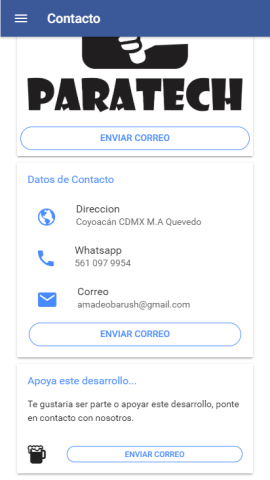 Contacto
PARATECH
ENVIAR CORREO
Datos de Contacto
Direccion
Coyoacán CDMX M.A Quevedo
Whatsapp
561 097 9954
Correo
amadeobarush@gmail.com
ENVIAR CORREO
Apoya este desarrollo...
Te gustaria ser parte o apoyar este desarrollo, ponte
en contacto con nosotros.
ENVIAR CORREO